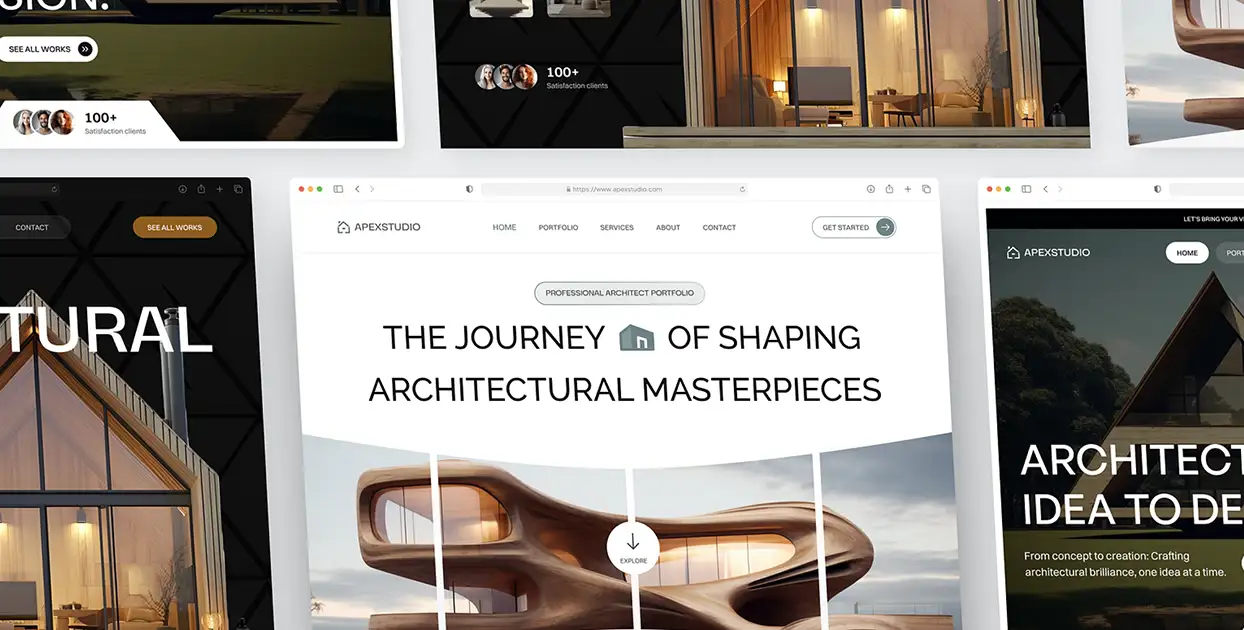 SION.
SEE ALL WORKS
100+
Satisfaction clients
100+
Satisfaction clients
CONTACT
SEE ALL WORKS
TURAL
https://www.apexstudio.com
APEXSTUDIO
HOME
PORTFOLIO
SERVICES
ABOUT
CONTACT
GET STARTED
PROFESSIONAL ARCHITECT PORTFOLIO
THE JOURNEY OF SHAPING
ARCHITECTURAL MASTERPIECES
EXPLORE
LET'S BRING YOUR V
APEXSTUDIO
HOME
PORT
ARCHITECT
IDEA TO DE
From concept to creation: Crafting
architectural brilliance, one idea at a time.